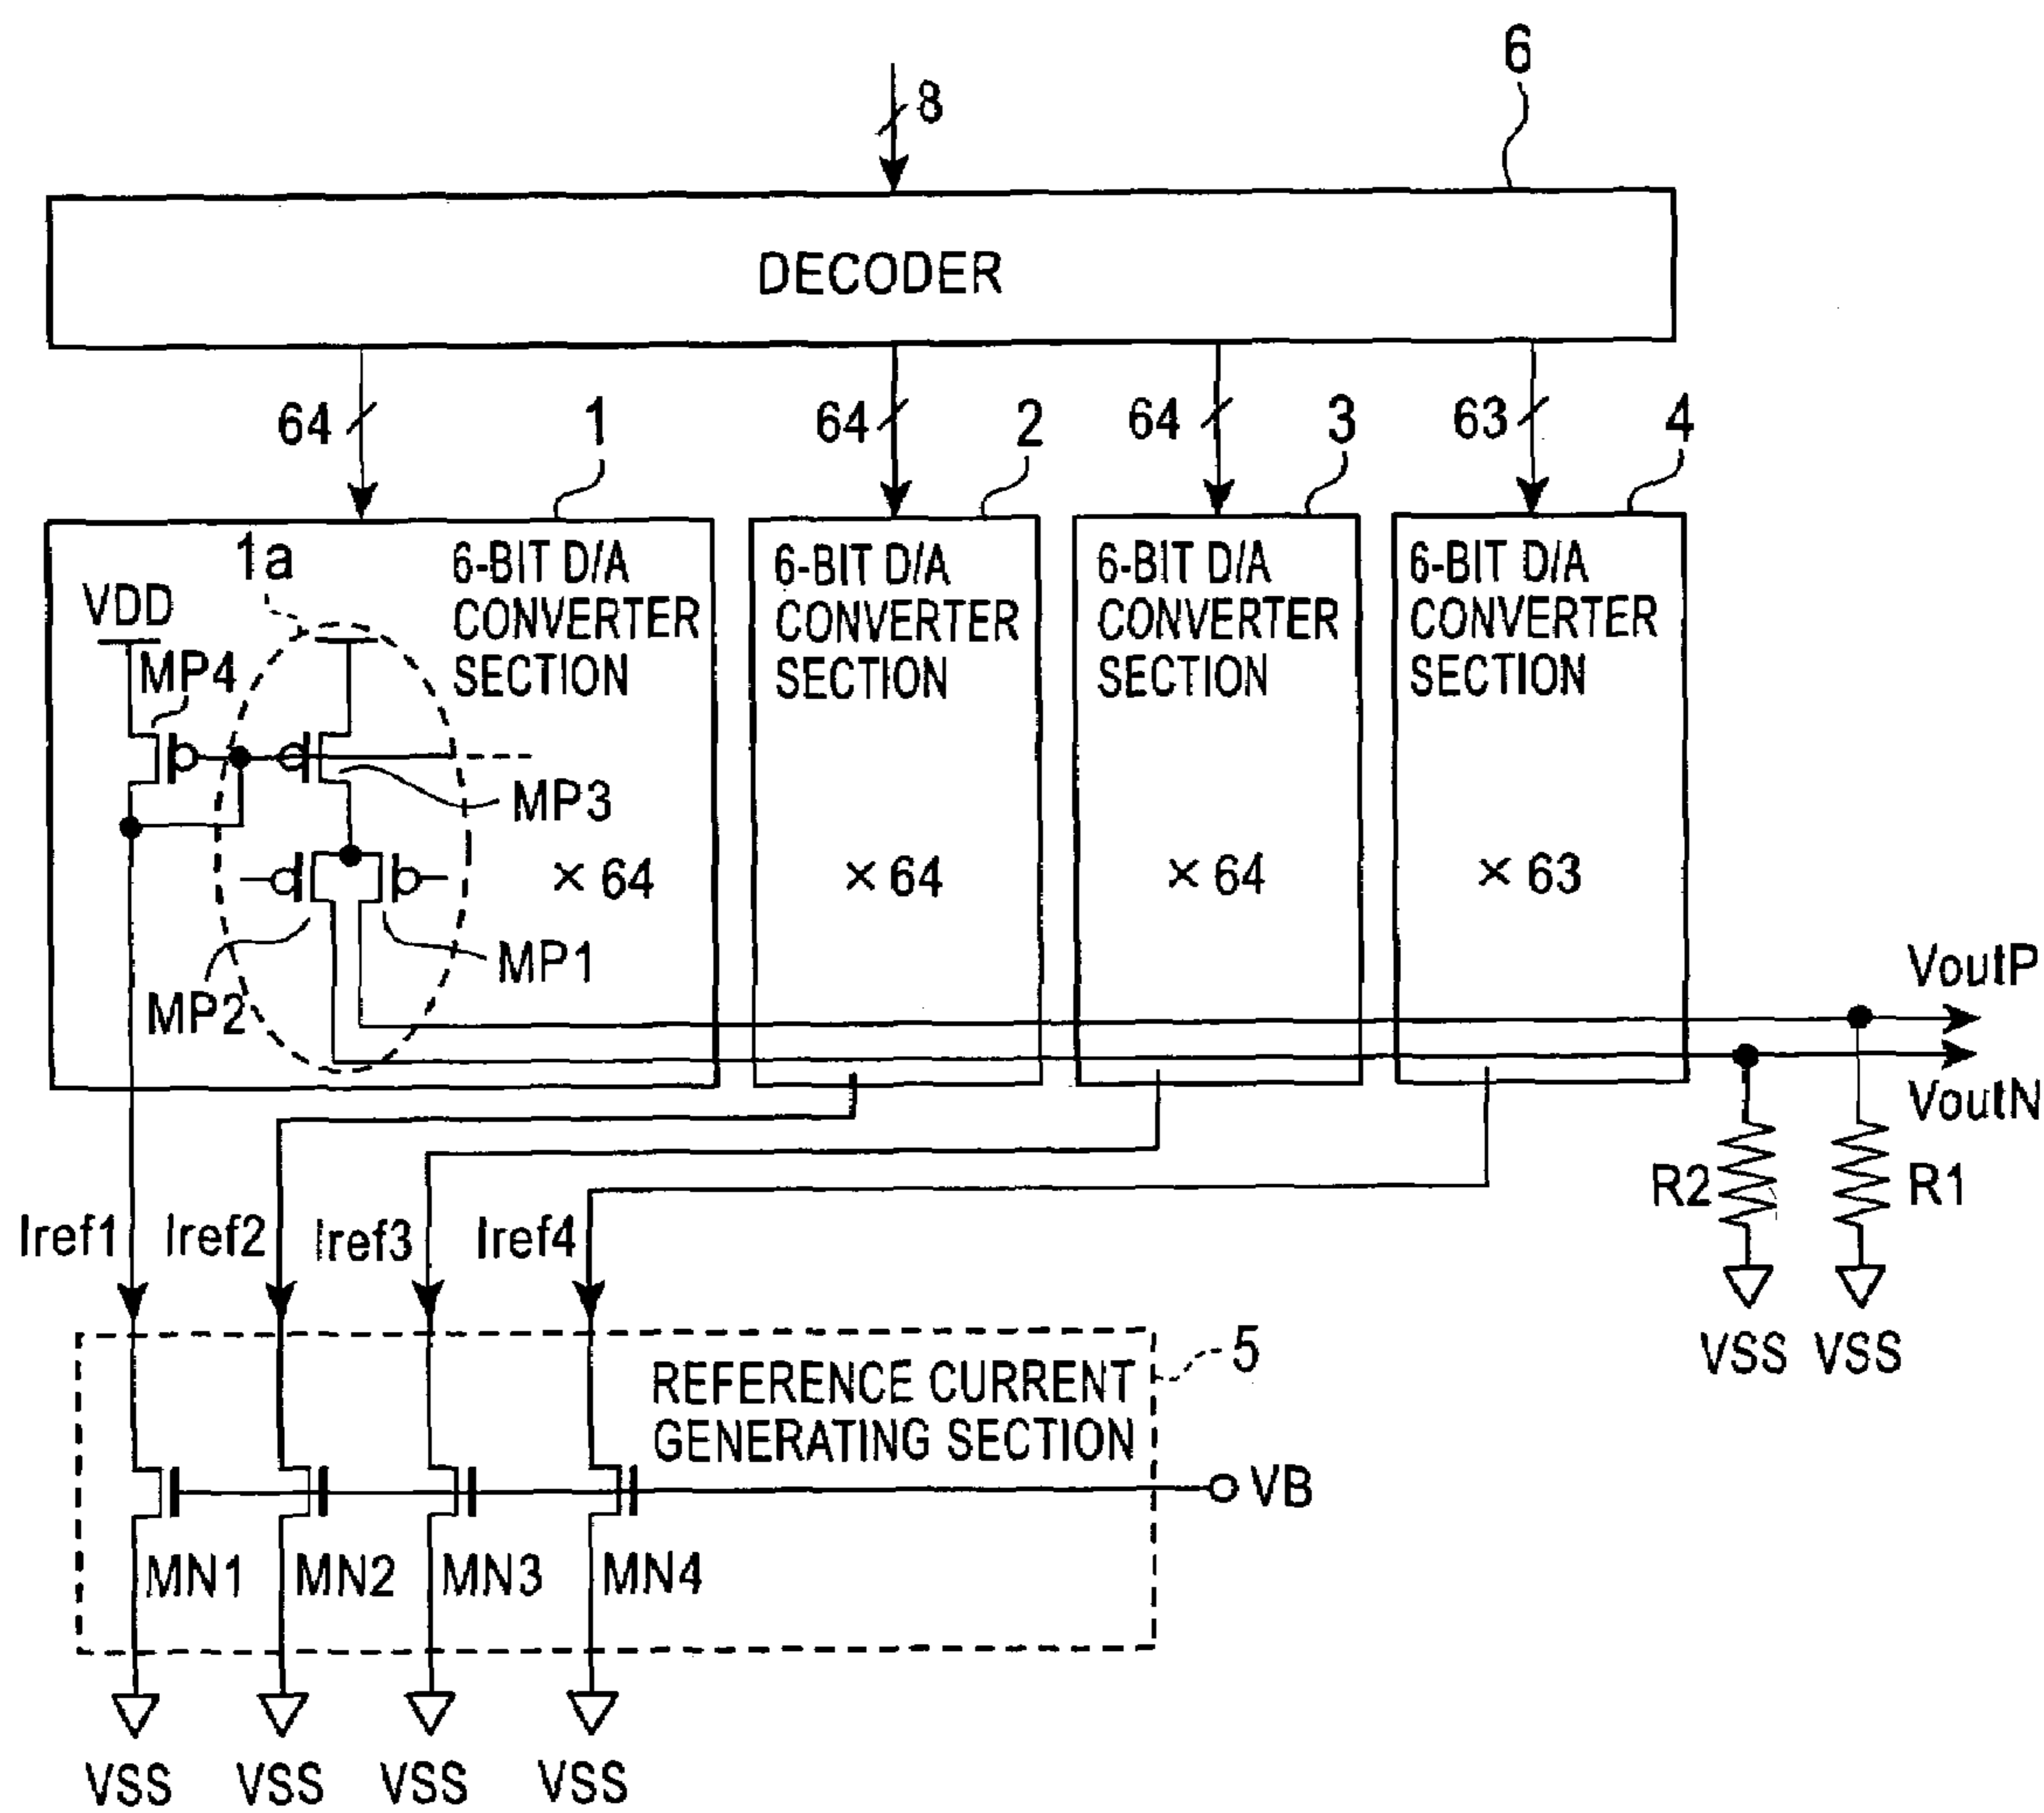 6
8
DECODER
64
1
64
2
64
3
63
4
1a
6-BIT D/A
CONVERTER
SECTION
6-BIT D/A
CONVERTER
SECTION
6-BIT D/A
CONVERTER
SECTION
6-BIT D/A
CONVERTER
SECTION
VDD
MP4
MP3
× 64
× 64
× 64
× 63
MP1
MP2
VoutP
VoutN
R2
R1
Iref1
Iref2
Iref3
Iref4
VSS
VSS
5
REFERENCE CURRENT
GENERATING SECTION
VB
MN1
MN2
MN3
MN4
VSS
VSS
VSS
VSS